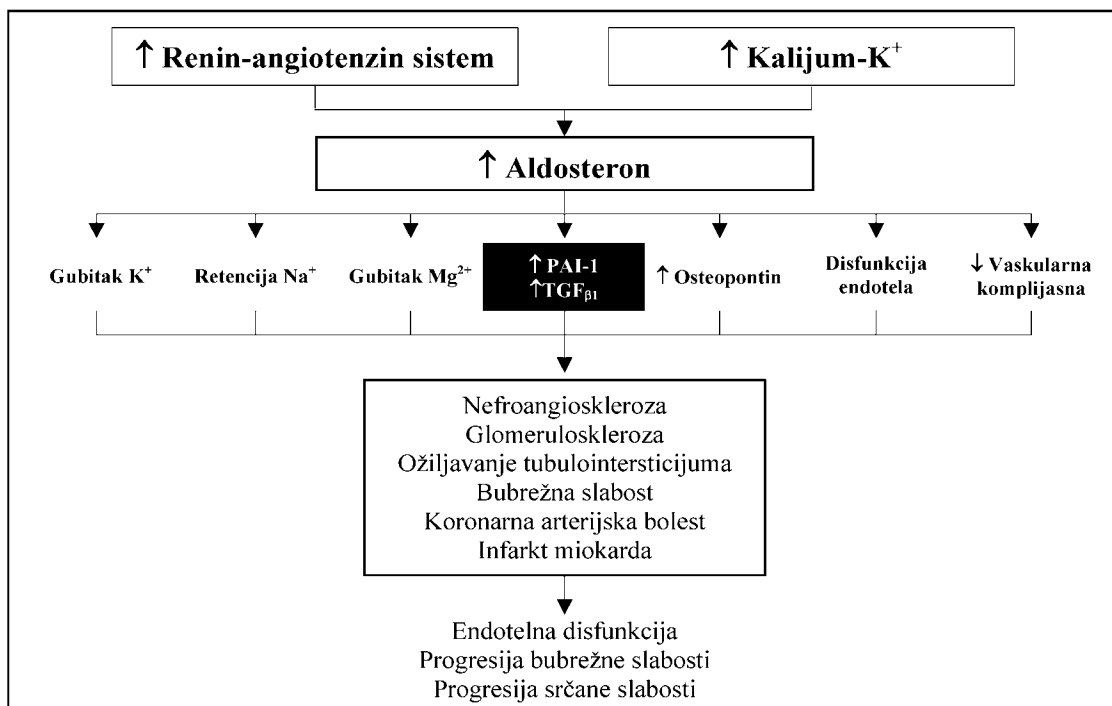 ↑ Renin-angiotenzin sistem
↑ Kalijum-K⁺
↑ Aldosteron
Gubitak K⁺
Retencija Na⁺
Gubitak Mg²⁺
↑ PAI-1
↑TGFβ1
↑ Osteopontin
Disfunkcija
endotela
↓ Vaskularna
komplijasna
Nefroangioskleroza
Glomeruloskleroza
Ožiljavanje tubulointersticijuma
Bubrežna slabost
Koronarna arterijska bolest
Infarkt miokarda
Endotelna disfunkcija
Progresija bubrežne slabosti
Progresija srčane slabosti